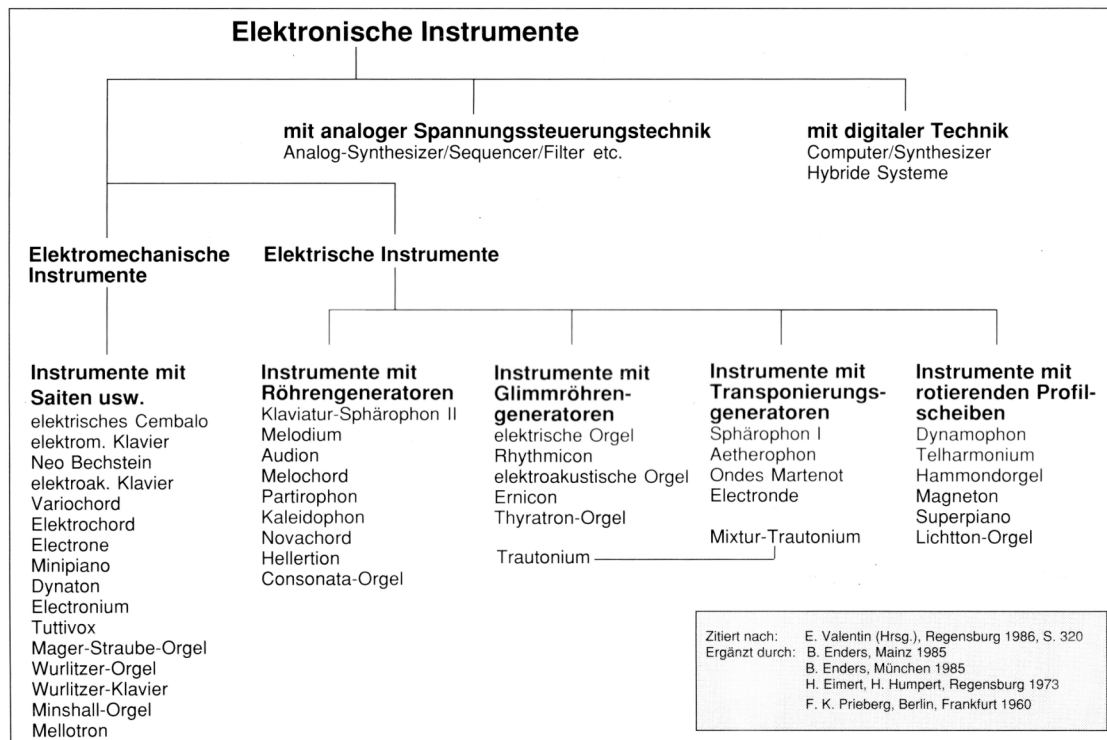 Elektronische Instrumente
mit analoger Spannungssteuerungstechnik
Analog-Synthesizer/Sequencer/Filter etc.
mit digitaler Technik
Computer/Synthesizer
Hybride Systeme
Elektromechanische
Instrumente
Elektrische Instrumente
Instrumente mit
Saiten usw.
elektrisches Cembalo
elektrom. Klavier
Neo Bechstein
elektroak. Klavier
Variochord
Elektrochord
Electrone
Minipiano
Dynaton
Electronium
Tuttivox
Mager-Straube-Orgel
Wurlitzer-Orgel
Wurlitzer-Klavier
Minshall-Orgel
Mellotron
Instrumente mit
Röhrengeneratoren
Klaviatur-Sphärophon II
Melodium
Audion
Melochord
Partirophon
Kaleidophon
Novachord
Hellertion
Consonata-Orgel
Instrumente mit
Glimmröhren-
generatoren
elektrische Orgel
Rhythmicon
elektroakustische Orgel
Ernicon
Thyratron-Orgel
Trautonium
Instrumente mit
Transponierungs-
generatoren
Sphärophon I
Aetherophon
Ondes Martenot
Electronde
Mixtur-Trautonium
Instrumente mit
rotierenden Profil-
scheiben
Dynamophon
Telharmonium
Hammondorgel
Magneton
Superpiano
Lichtton-Orgel
Zitiert nach: E. Valentin (Hrsg.), Regensburg 1986, S. 320
Ergänzt durch: B. Enders, Mainz 1985
B. Enders, München 1985
H. Eimert, H. Humpert, Regensburg 1973
F. K. Prieberg, Berlin, Frankfurt 1960